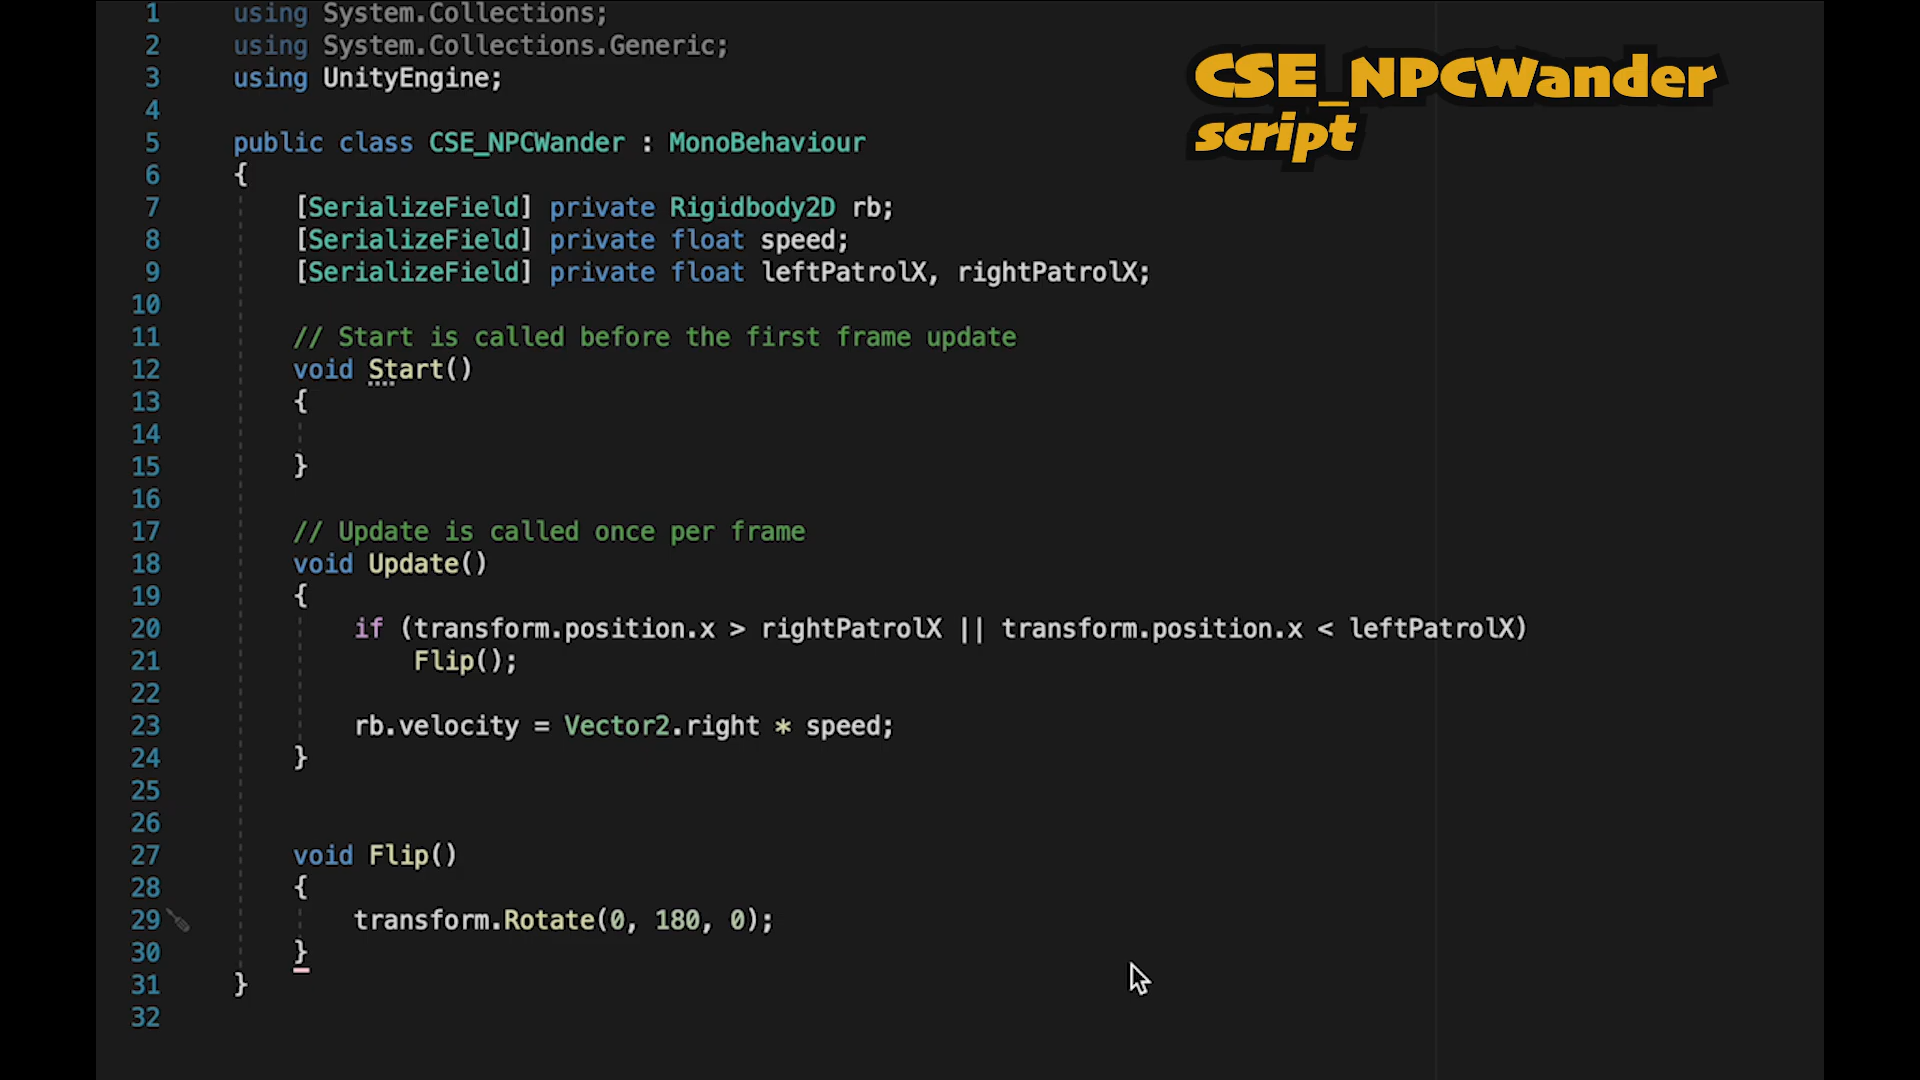 1 using System.Collections;
2 using System.Collections.Generic;
3 using UnityEngine;
4
5 public class CSE_NPCWander : MonoBehaviour
6 {
7 [SerializeField] private Rigidbody2D rb;
8 [SerializeField] private float speed;
9 [SerializeField] private float leftPatrolX, rightPatrolX;
10
11 // Start is called before the first frame update
12 void Start()
13 {
14
15 }
16
17 // Update is called once per frame
18 void Update()
19 {
20 if (transform.position.x > rightPatrolX || transform.position.x < leftPatrolX)
21 Flip();
22
23 rb.velocity = Vector2.right * speed;
24 }
25
26
27 void Flip()
28 {
29 transform.Rotate(0, 180, 0);
30 }
31 }
32
CSE_NPCWander
script